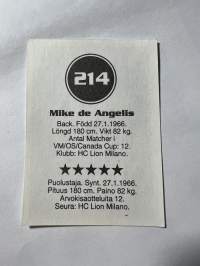 214
Mike de Angelis
Back. Född 27.1.1966.
Längd 180 cm. Vikt 82 kg.
Antal Matcher i
VM/OS/Canada Cup: 12.
Klubb: HC Lion Milano.
Puolustaja. Synt. 27.1.1966.
Pituus 180 cm. Paino 82 kg.
Arvokisaotteluita 12.
Seura: HC Lion Milano.